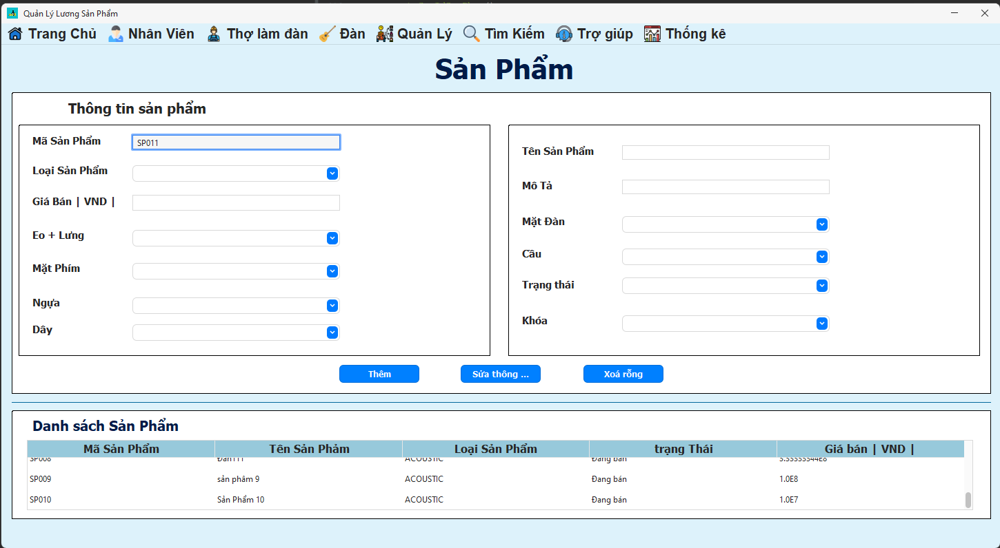 Quản Lý Lương Sản Phẩm
Trang Chủ Nhân Viên Thợ làm đàn Đàn Quản Lý Tìm Kiếm Trợ giúp Thống kê
Sản Phẩm
Thông tin sản phẩm
Mã Sản Phẩm SP011
Loại Sản Phẩm
Giá Bán | VND |
Eo + Lưng
Mặt Phím
Ngựa
Dây
Tên Sản Phẩm
Mô Tả
Mặt Đàn
Cầu
Trạng thái
Khóa
Thêm Sửa thông ... Xoá rỗng
Danh sách Sản Phẩm
Mã Sản Phẩm Tên Sản Phảm Loại Sản Phẩm trạng Thái Giá bán | VND |
SP008 Đàn111 ACOUSTIC Đang bán
SP009 sản phâm 9 ACOUSTIC Đang bán 1.0E8
SP010 Sản Phẩm 10 ACOUSTIC Đang bán 1.0E7